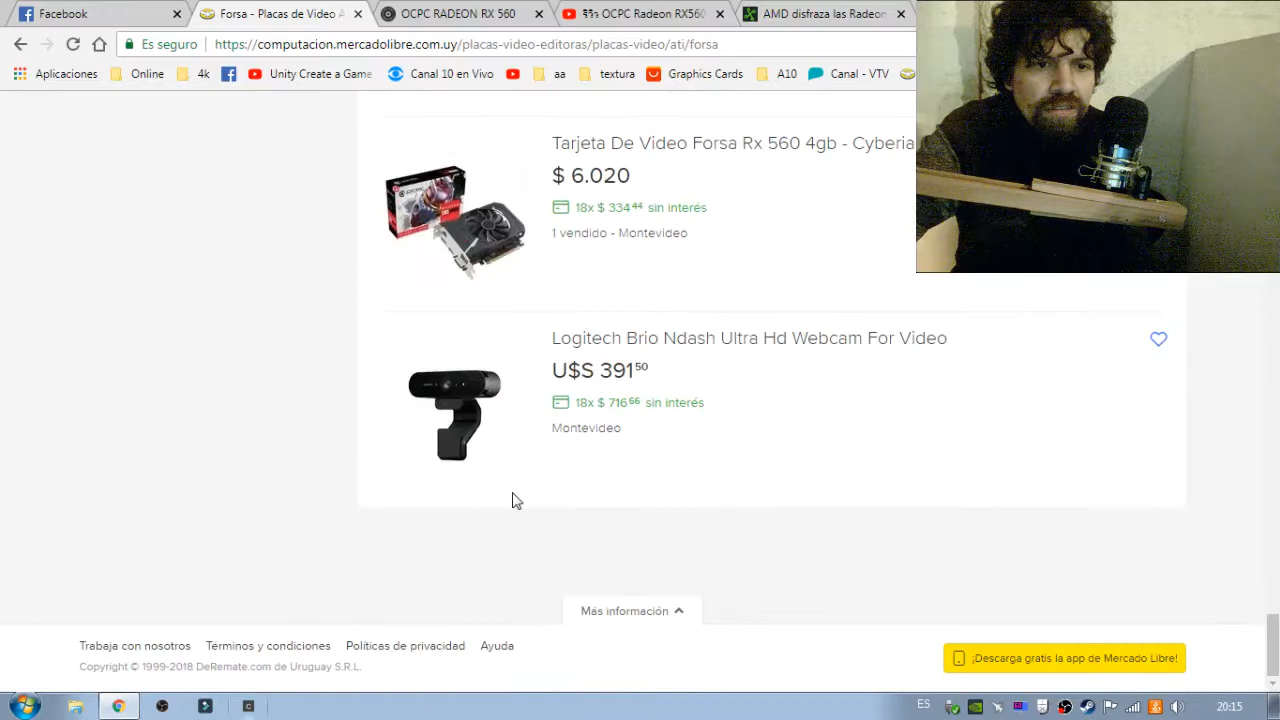 Facebook
Forsa - Placas de Video
OCPC RADEON RX 560
OCPC Radeon RX560
AMD disfraza las Radeon
Es seguro
https://computacion.mercadolibre.com.uy/placas-video-editoras/placas-video/ati/forsa
Aplicaciones
Online
4k
Unity Create a Game
Canal 10 en Vivo
aa
textura
Graphics Cards
A10
Canal - VTV
Tarjeta De Video Forsa Rx 560 4gb - Cyberia
$ 6.020
18x $ 334⁴⁴ sin interés
1 vendido - Montevideo
Logitech Brio Ndash Ultra Hd Webcam For Video
U$S 391⁵⁰
18x $ 716⁶⁶ sin interés
Montevideo
Más información
Trabaja con nosotros
Términos y condiciones
Políticas de privacidad
Ayuda
Copyright © 1999-2018 DeRemate.com de Uruguay S.R.L.
¡Descarga gratis la app de Mercado Libre!
ES
20:15